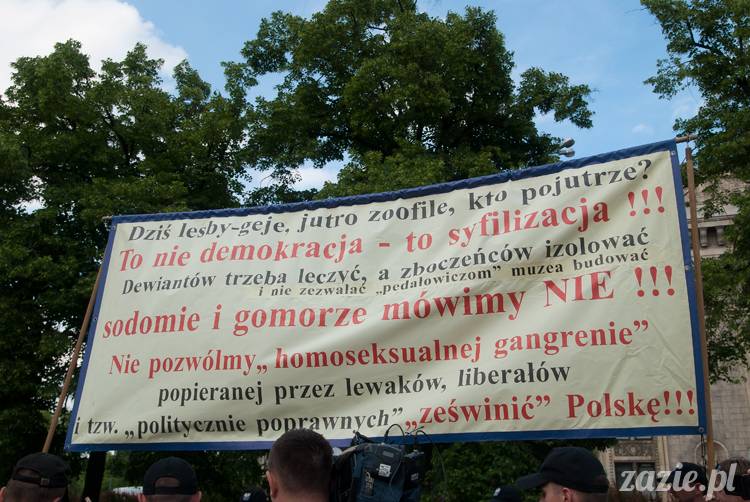 Dziś lesby-geje, jutro zoofile, kto pojutrze?
To nie demokracja - to syfilizacja !!!
Dewiantów trzeba leczyć, a zboczeńców izolować
i nie zezwalać „pedałowiczom” muzea budować
sodomie i gomorze mówimy NIE !!!
Nie pozwólmy „ homoseksualnej gangrenie”
popieranej przez lewaków, liberałów
i tzw. „politycznie poprawnych” „ześwinić” Polskę!!!
zazie.pl